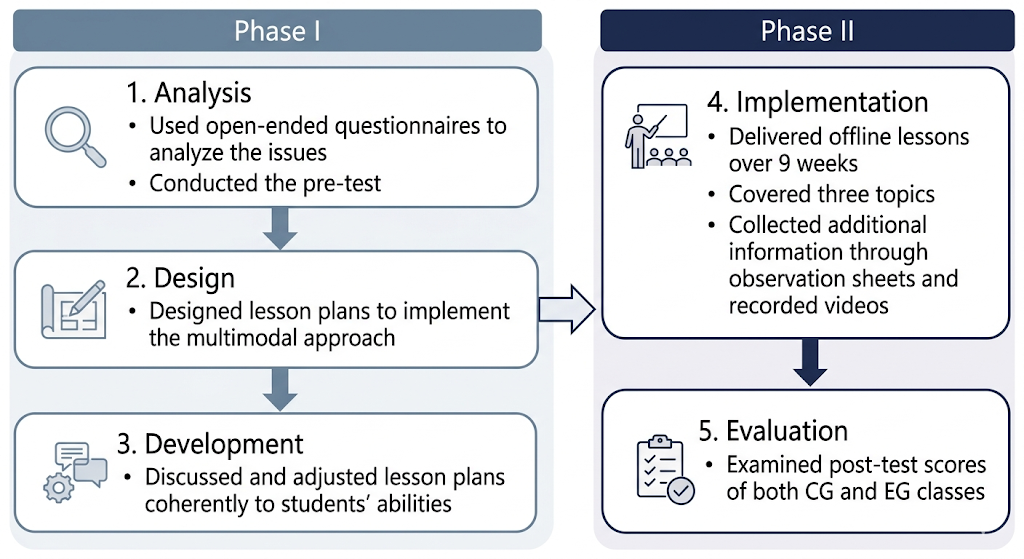 Phase I
1. Analysis
• Used open-ended questionnaires to
analyze the issues
• Conducted the pre-test
2. Design
• Designed lesson plans to implement
the multimodal approach
3. Development
• Discussed and adjusted lesson plans
coherently to students’ abilities
Phase II
4. Implementation
• Delivered offline lessons
over 9 weeks
• Covered three topics
• Collected additional
information through
observation sheets and
recorded videos
5. Evaluation
• Examined post-test scores
of both CG and EG classes